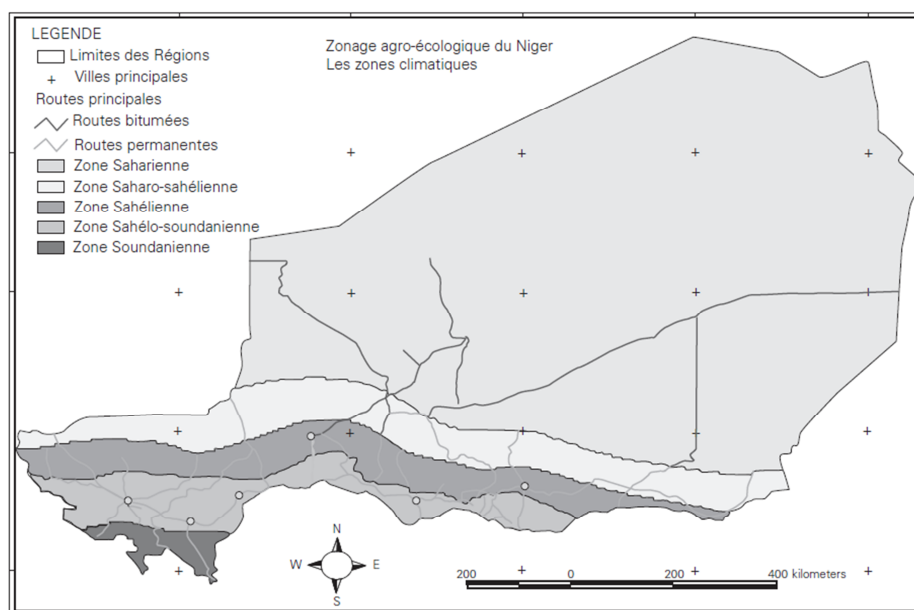 LEGENDE
Limites des Régions
Villes principales
Routes principales
Routes bitumées
Routes permanentes
Zone Saharienne
Zone Saharo-sahélienne
Zone Sahélienne
Zone Sahélo-soundanienne
Zone Soundanienne
Zonage agro-écologique du Niger
Les zones climatiques
N
W E
S
200 0 200 400 kilometers